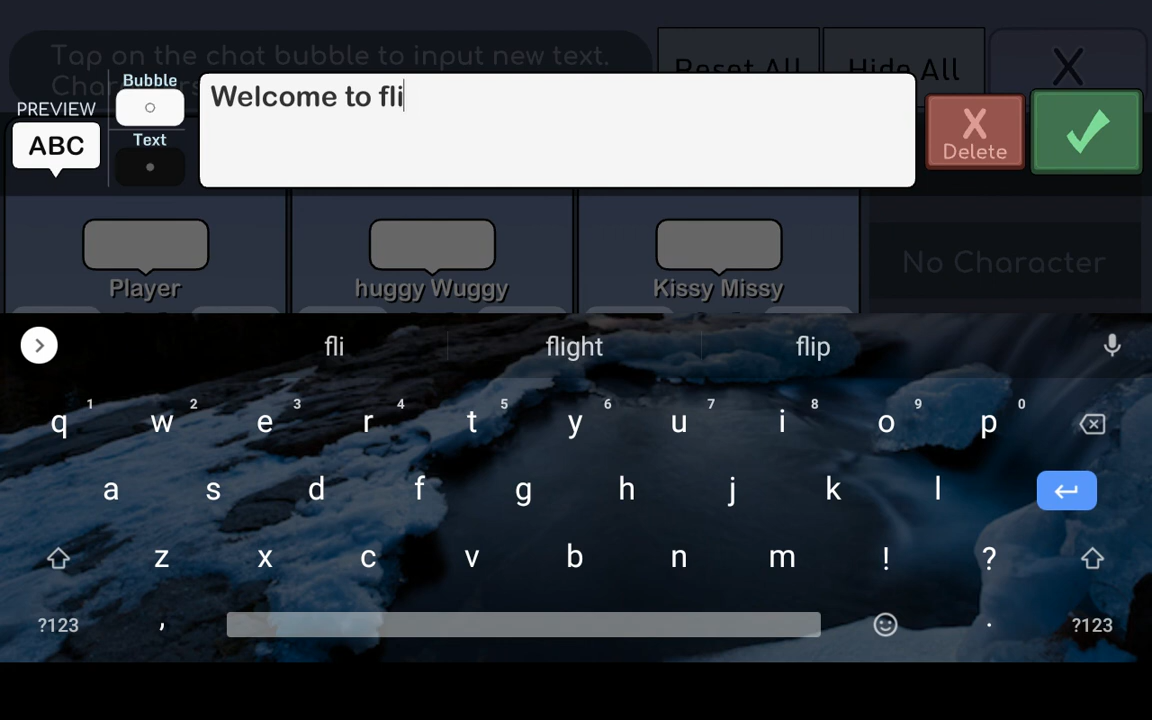 Tap on the chat bubble to input new text.
Reset All
Hide All
X
Bubble
PREVIEW
ABC
Text
Welcome to fli
X
Delete
Player
huggy Wuggy
Kissy Missy
No Character
fli flight flip
1 2 3 4 5 6 7 8 9 0
q w e r t y u i o p
a s d f g h j k l
z x c v b n m ! ?
?123 , . ?123